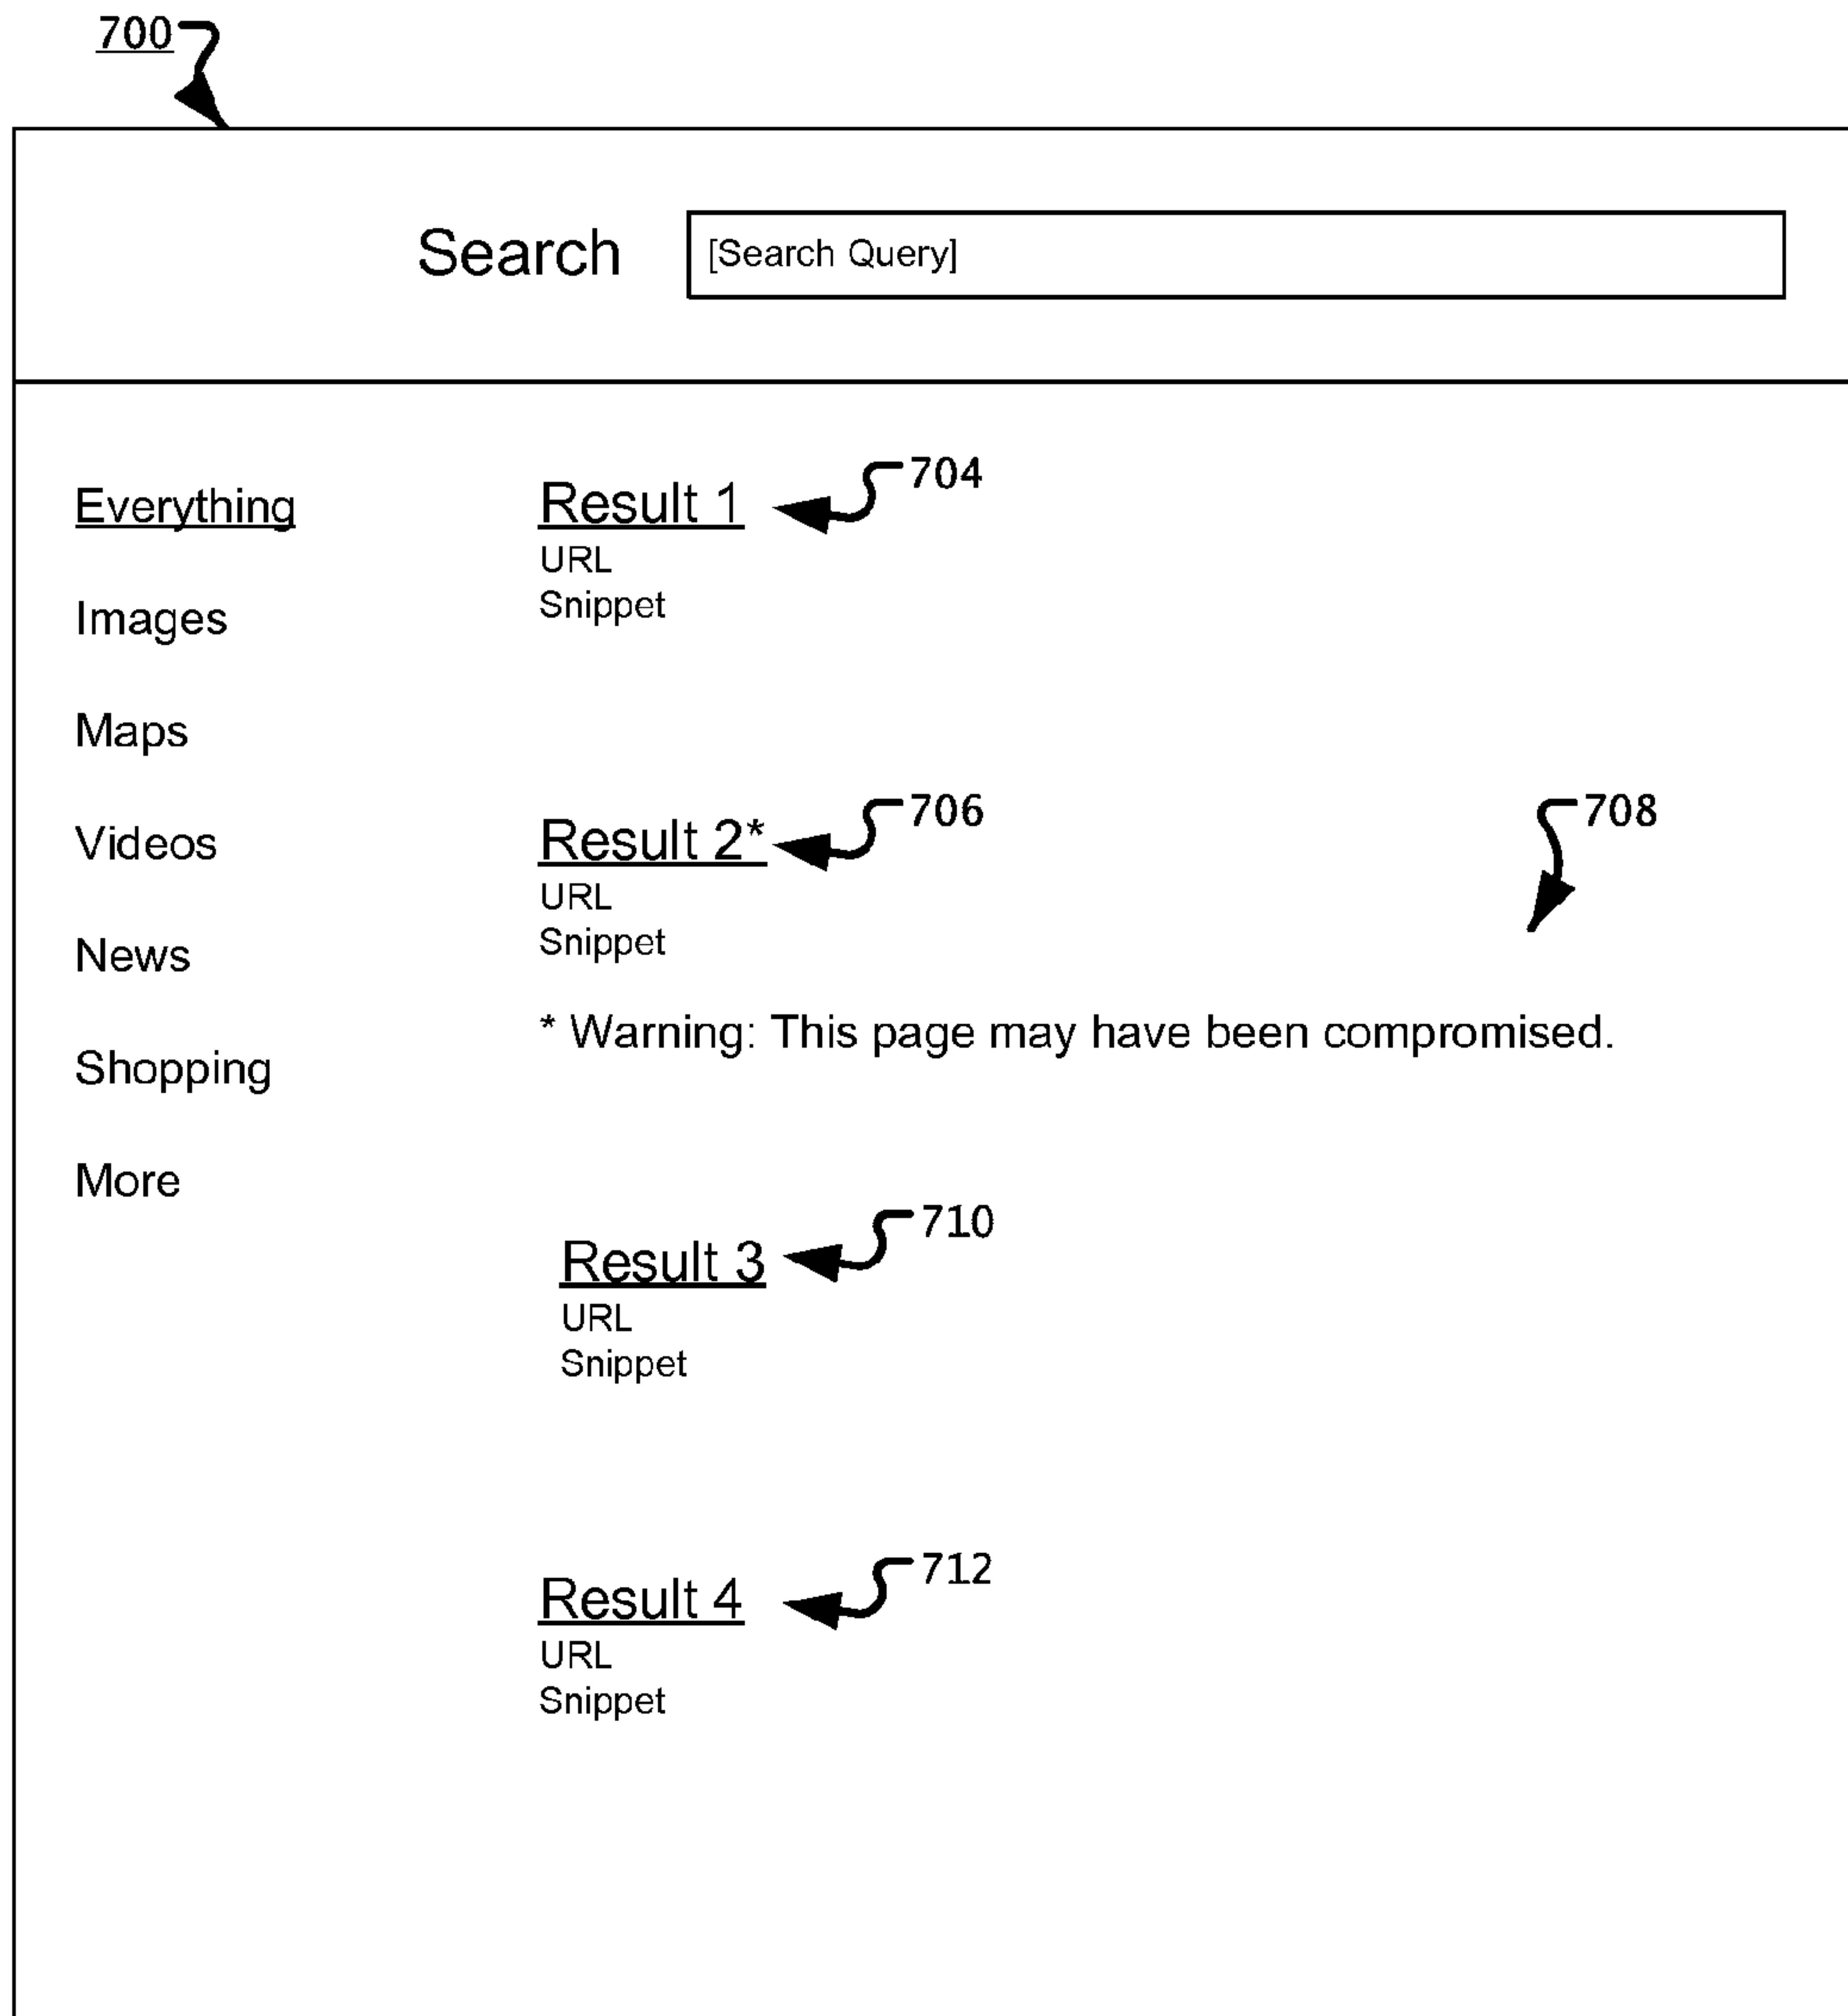 700
Search
[Search Query]
Everything
Images
Maps
Videos
News
Shopping
More
Result 1
704
URL
Snippet
Result 2*
706
708
URL
Snippet
* Warning: This page may have been compromised.
Result 3
710
URL
Snippet
Result 4
712
URL
Snippet